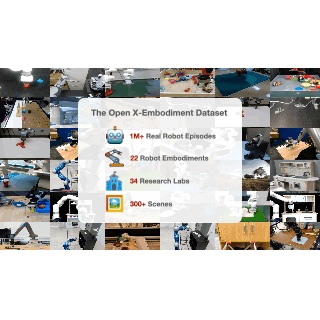 The Open X-Embodiment Dataset
1M+ Real Robot Episodes
22 Robot Embodiments
34 Research Labs
300+ Scenes